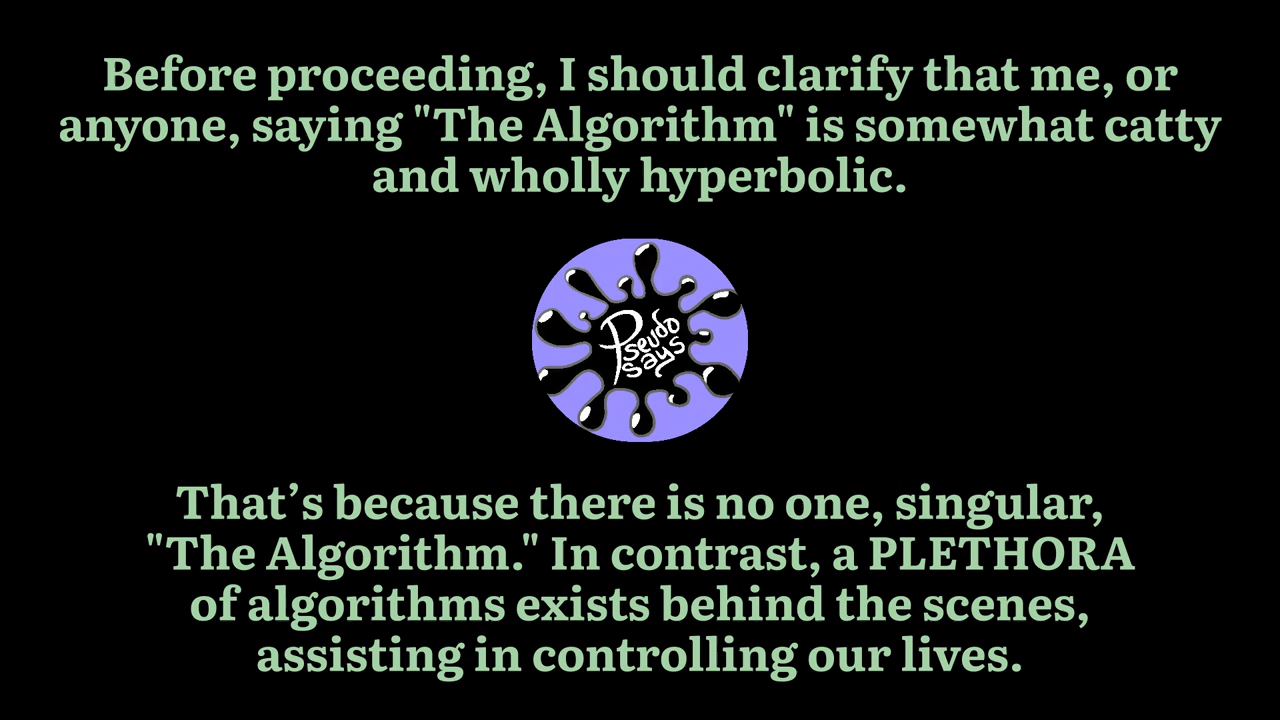 Before proceeding, I should clarify that me, or
anyone, saying "The Algorithm" is somewhat catty
and wholly hyperbolic.
Pseudo
says
That’s because there is no one, singular,
"The Algorithm." In contrast, a PLETHORA
of algorithms exists behind the scenes,
assisting in controlling our lives.